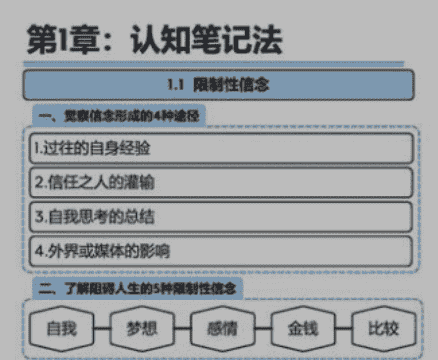 第1章：认知笔记法
1.1 限制性信念
一、觉察信念形成的4种途径
1.过往的自身经验
2.信任之人的灌输
3.自我思考的总结
4.外界或媒体的影响
二、了解阻碍人生的5种限制性信念
自我 梦想 感情 金钱 比较